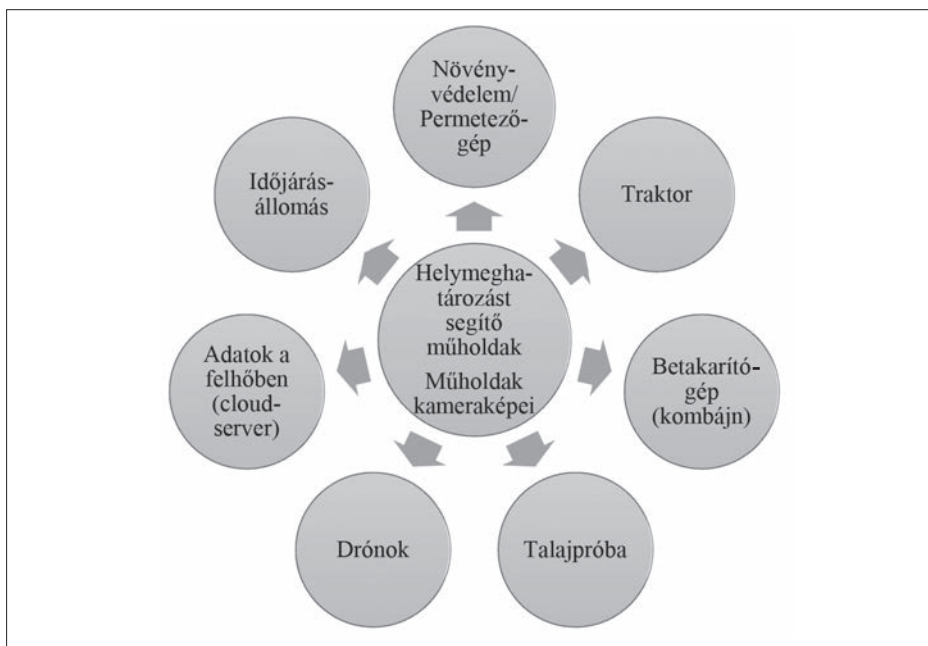 Növény-
védelem/
Permetező-
gép
Traktor
Betakarító-
gép
(kombájn)
Talajpróba
Drónok
Adatok a
felhőben
(cloud-
server)
Időjárás-
állomás
Helymegha-
tározást
segítő
műholdak
Műholdak
kameraképei